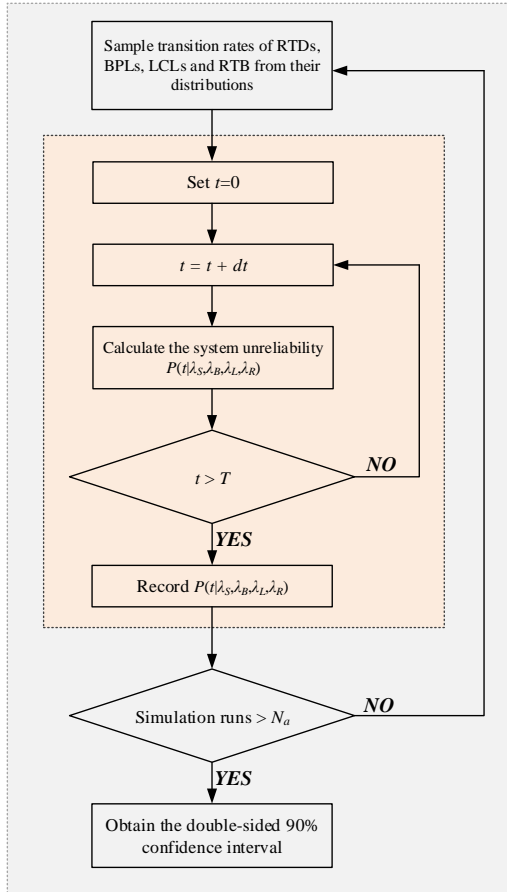 Sample transition rates of RTDs,
BPLs, LCLs and RTB from their
distributions
Set t=0
t = t + dt
Calculate the system unreliability
P(t|λS,λB,λL,λR)
t > T
NO
YES
Record P(t|λS,λB,λL,λR)
Simulation runs > Na
NO
YES
Obtain the double-sided 90%
confidence interval